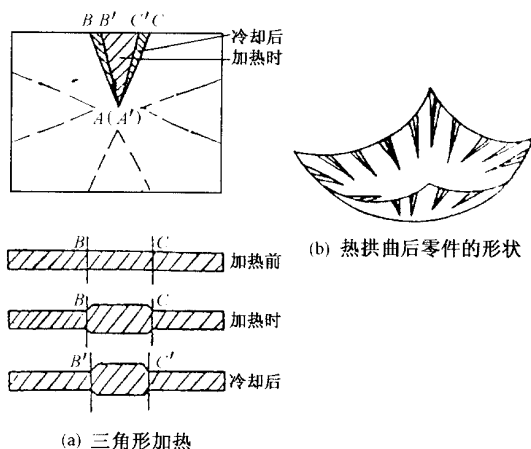 B B′ C′ C
冷却后
加热时
A(A′)
B C
加热前
B C
加热时
B′ C′
冷却后
(a) 三角形加热
(b) 热拱曲后零件的形状